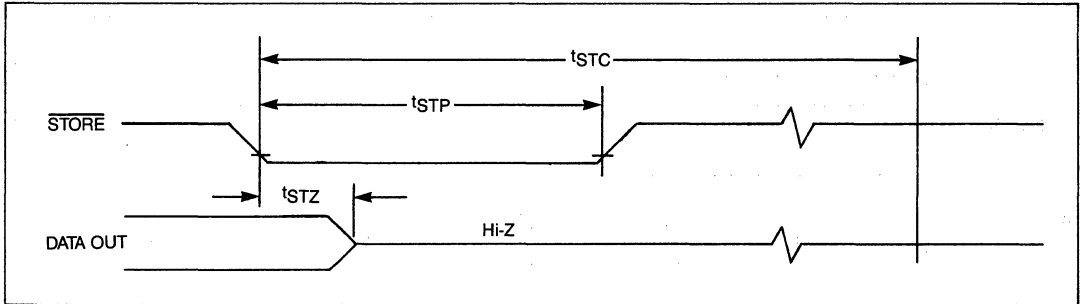 tSTC
tSTP
STORE
tSTZ
Hi-Z
DATA OUT